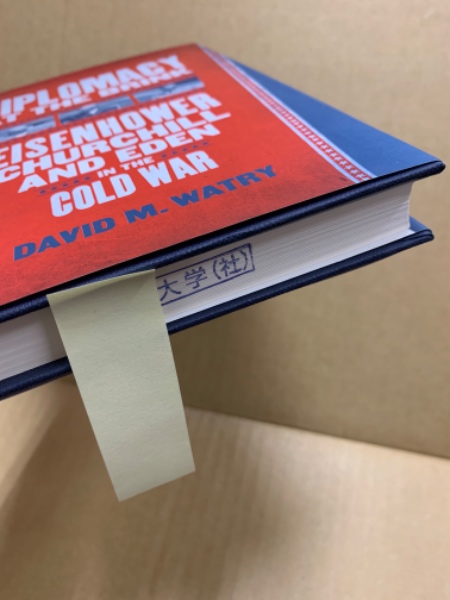 DIPLOMACY
AT THE BRINK
EISENHOWER
CHURCHILL
AND EDEN
IN THE
COLD WAR
DAVID M. WATRY
大学(社)